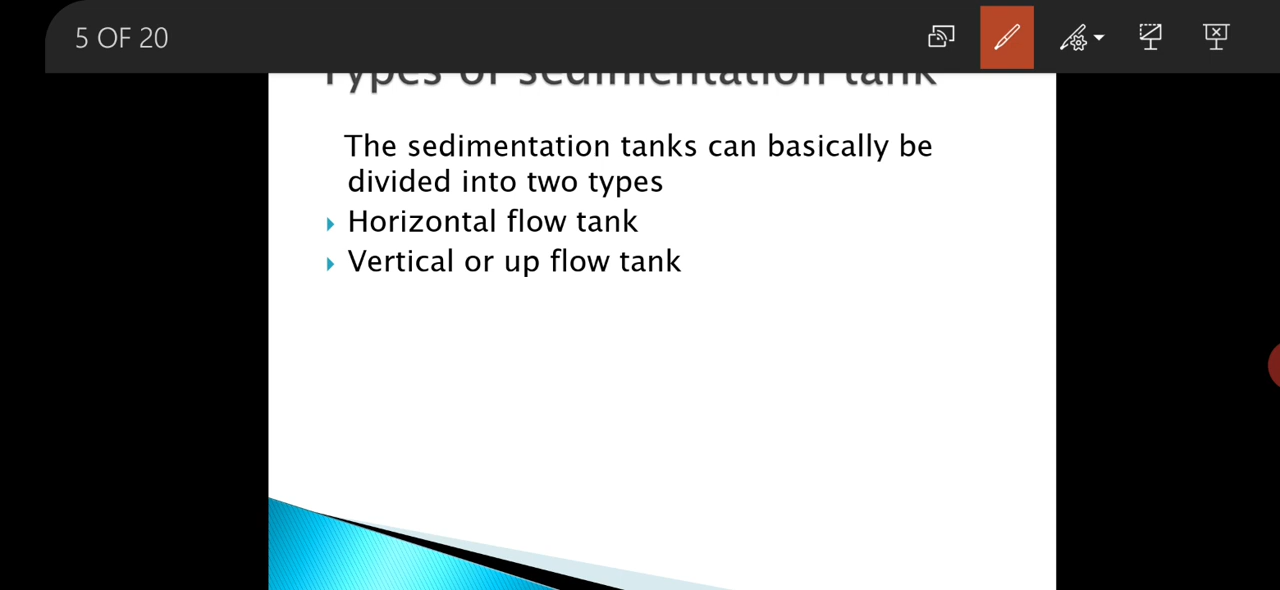 5 OF 20
Types of sedimentation tank
The sedimentation tanks can basically be
divided into two types
Horizontal flow tank
Vertical or up flow tank